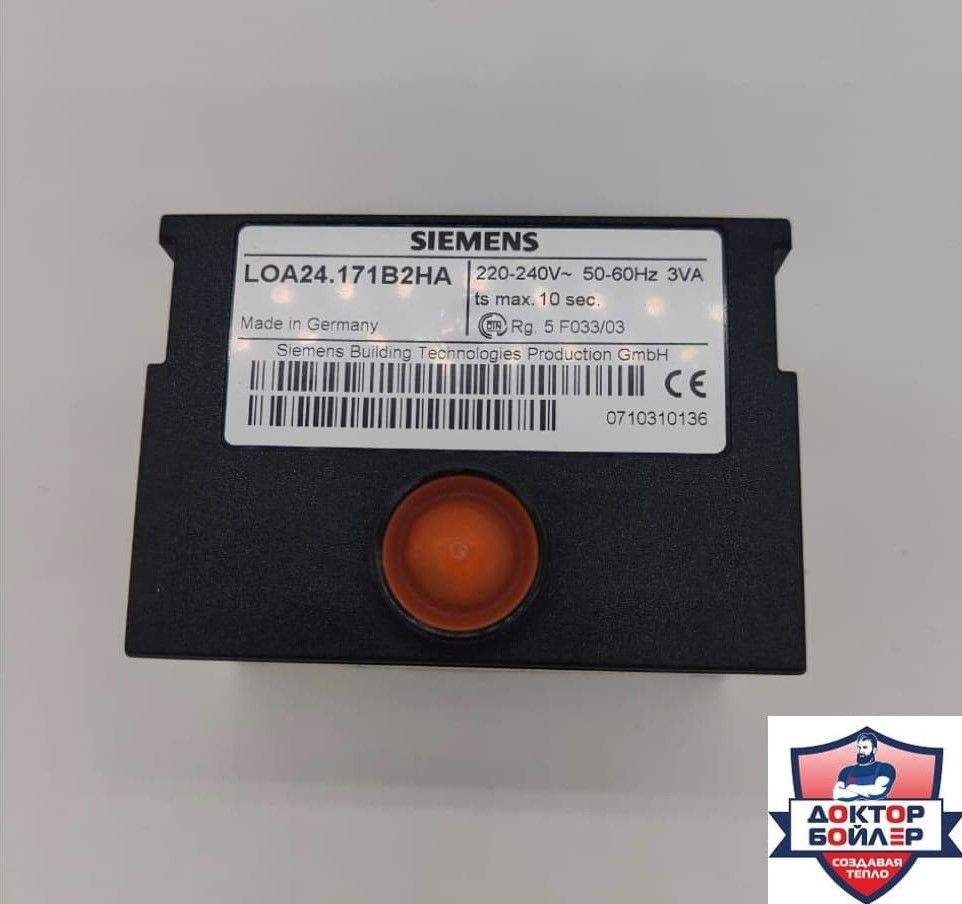 SIEMENS
LOA24.171B2HA
220-240V~ 50-60Hz 3VA
ts max. 10 sec.
Made in Germany
DIN Rg. 5 F033/03
Siemens Building Technologies Production GmbH
CE
0710310136
ДОКТОР
БОЙЛЕР
СОЗДАВАЯ
ТЕПЛО